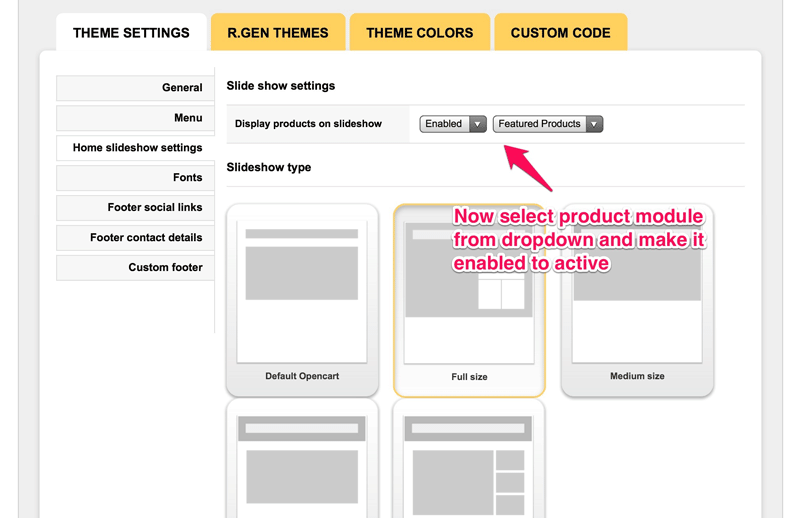 THEME SETTINGS R.GEN THEMES THEME COLORS CUSTOM CODE
General
Menu
Home slideshow settings
Fonts
Footer social links
Footer contact details
Custom footer
Slide show settings
Display products on slideshow Enabled Featured Products
Slideshow type
Now select product module
from dropdown and make it
enabled to active
Default Opencart
Full size
Medium size